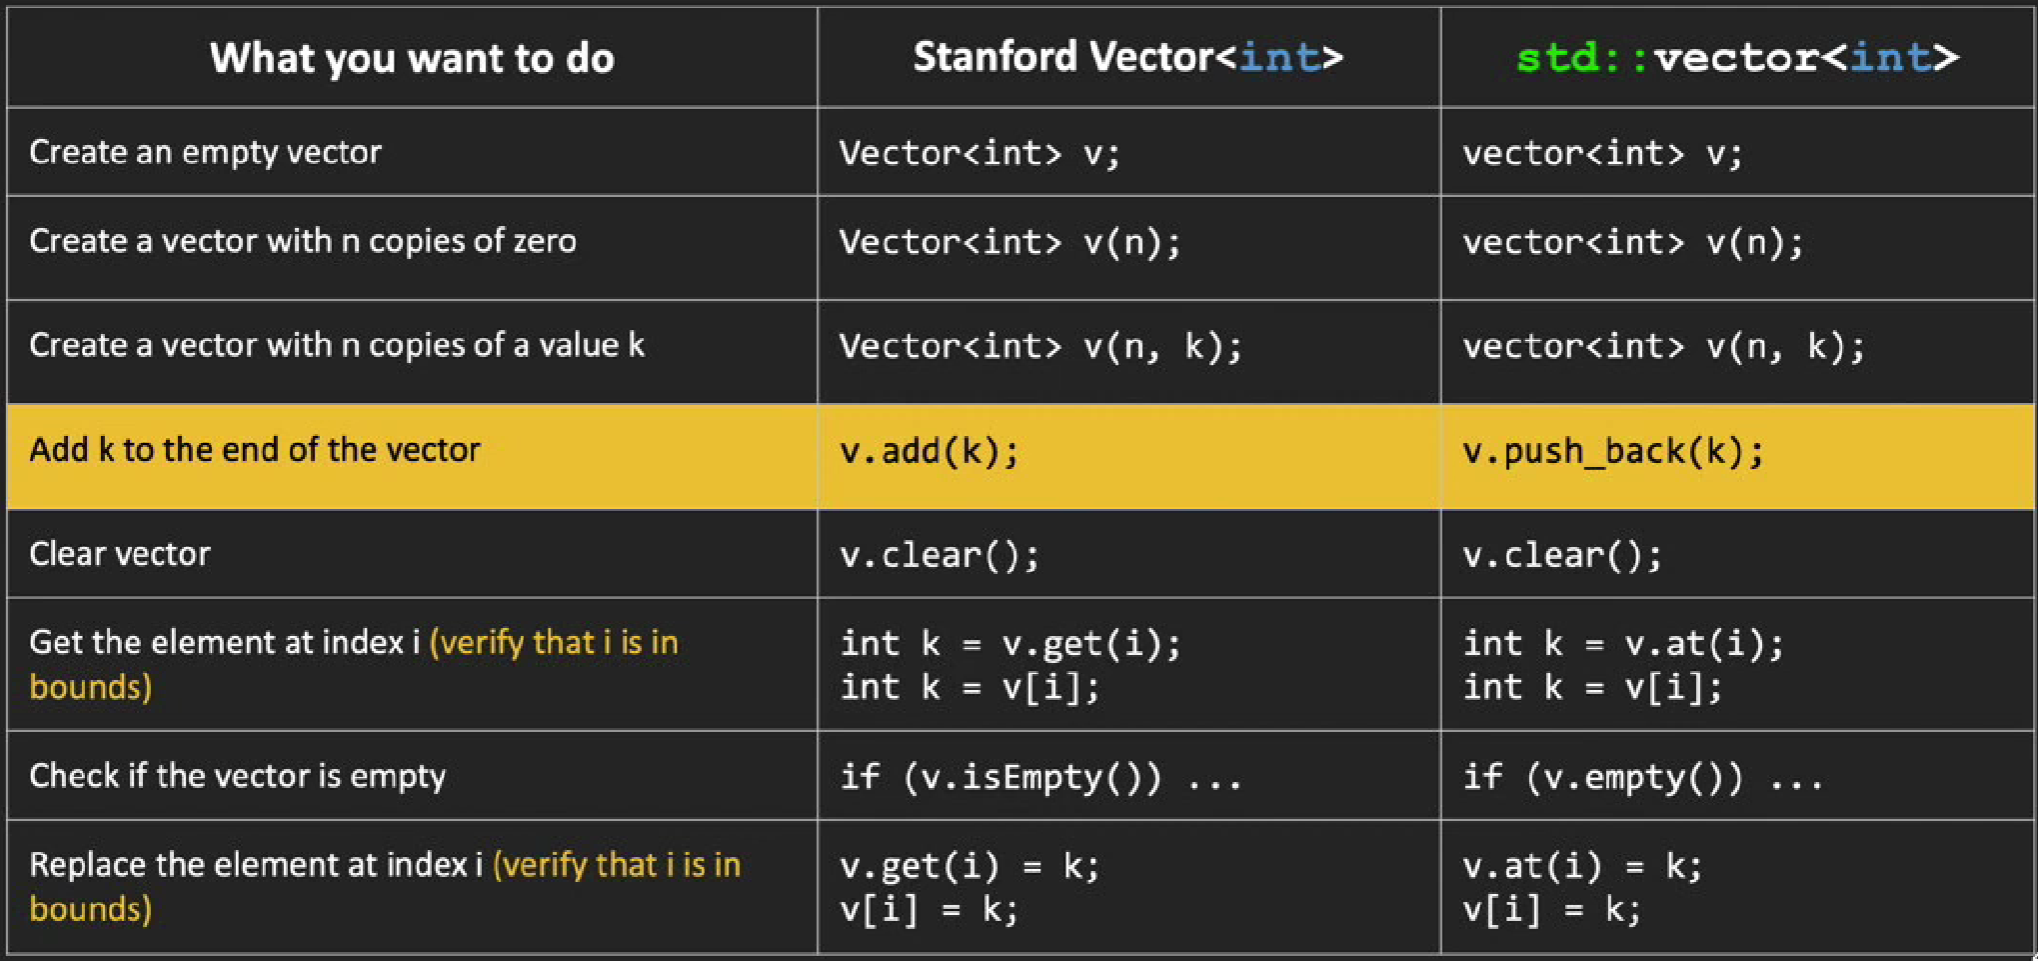 What you want to do
Stanford Vector<int>
std::vector<int>
Create an empty vector
Vector<int> v;
vector<int> v;
Create a vector with n copies of zero
Vector<int> v(n);
vector<int> v(n);
Create a vector with n copies of a value k
Vector<int> v(n, k);
vector<int> v(n, k);
Add k to the end of the vector
v.add(k);
v.push_back(k);
Clear vector
v.clear();
v.clear();
Get the element at index i (verify that i is in
bounds)
int k = v.get(i);
int k = v[i];
int k = v.at(i);
int k = v[i];
Check if the vector is empty
if (v.isEmpty()) ...
if (v.empty()) ...
Replace the element at index i (verify that i is in
bounds)
v.get(i) = k;
v[i] = k;
v.at(i) = k;
v[i] = k;